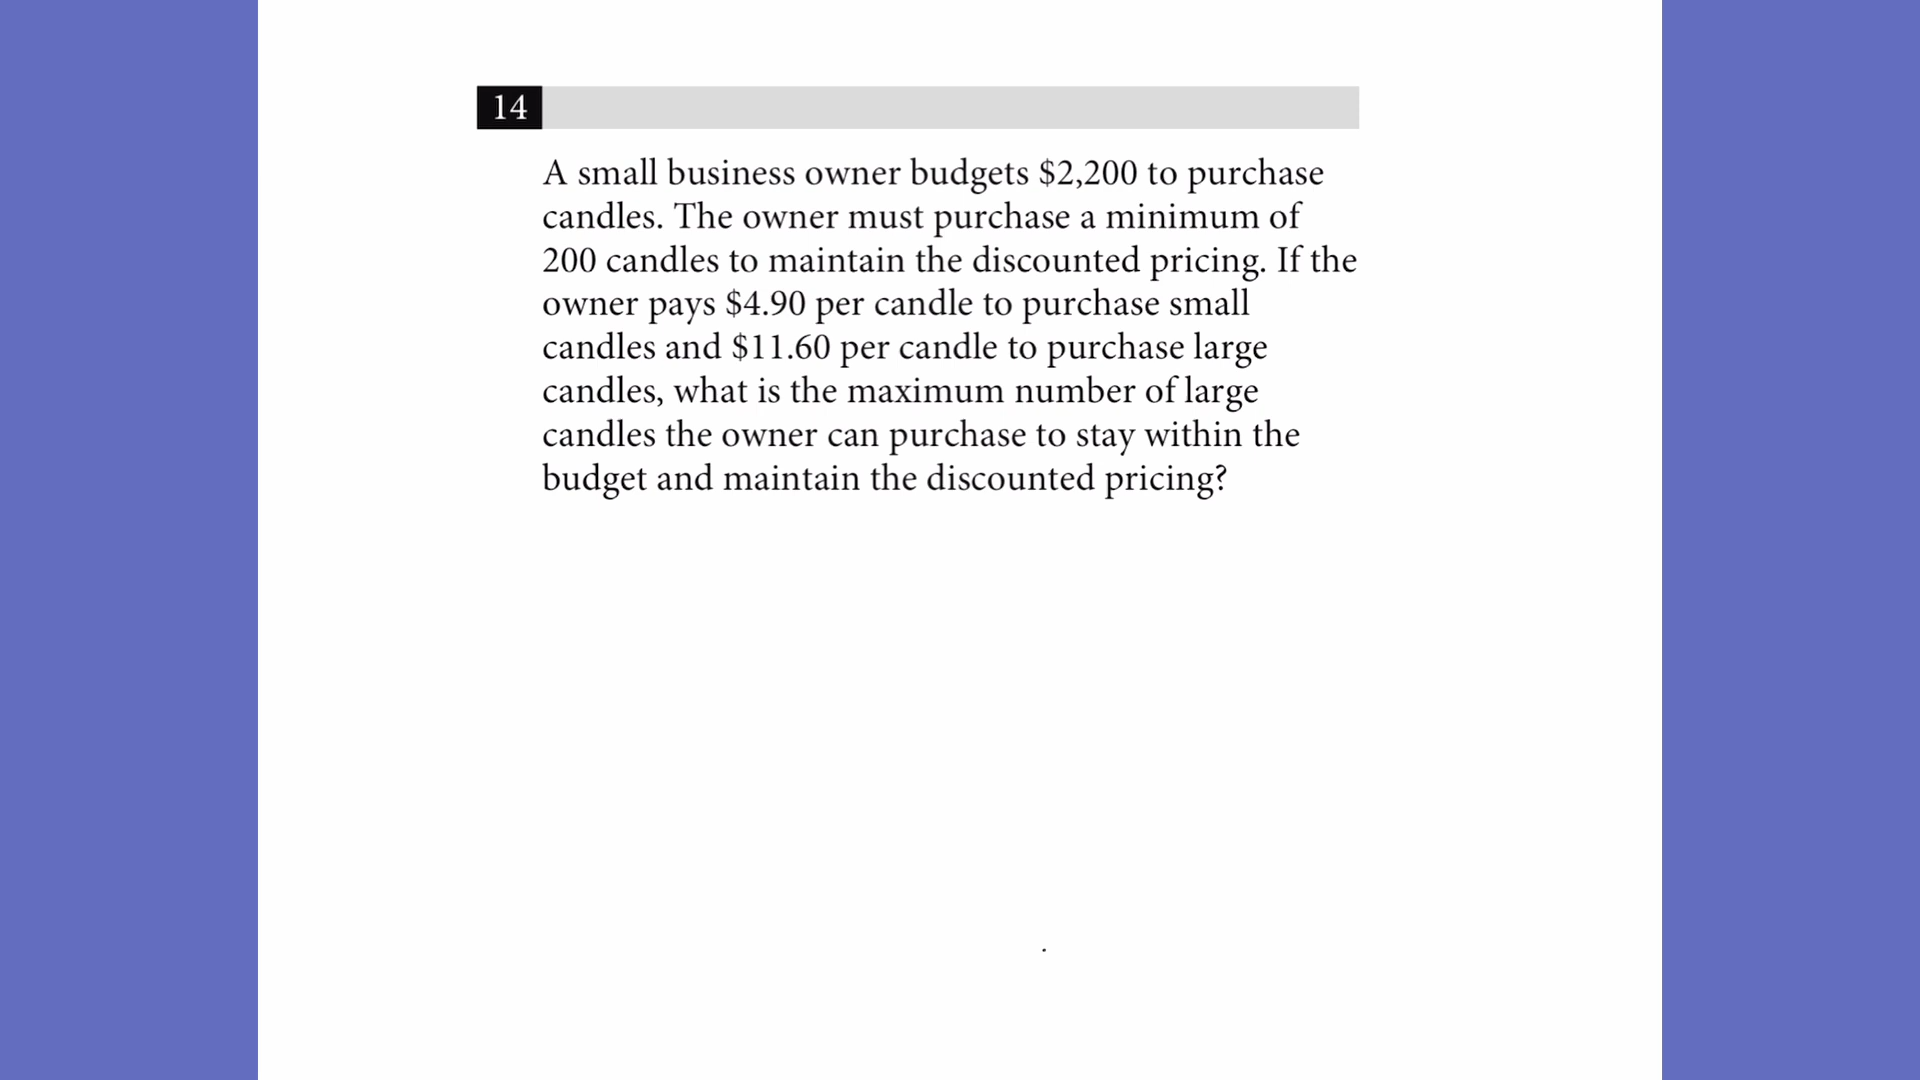 14
A small business owner budgets $2,200 to purchase
candles. The owner must purchase a minimum of
200 candles to maintain the discounted pricing. If the
owner pays $4.90 per candle to purchase small
candles and $11.60 per candle to purchase large
candles, what is the maximum number of large
candles the owner can purchase to stay within the
budget and maintain the discounted pricing?